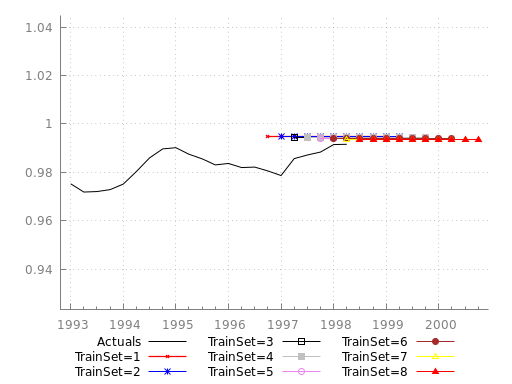 1.04
1.02
1
0.98
0.96
0.94
1993 1994 1995 1996 1997 1998 1999 2000
Actuals TrainSet=3 TrainSet=6
TrainSet=1 TrainSet=4 TrainSet=7
TrainSet=2 TrainSet=5 TrainSet=8